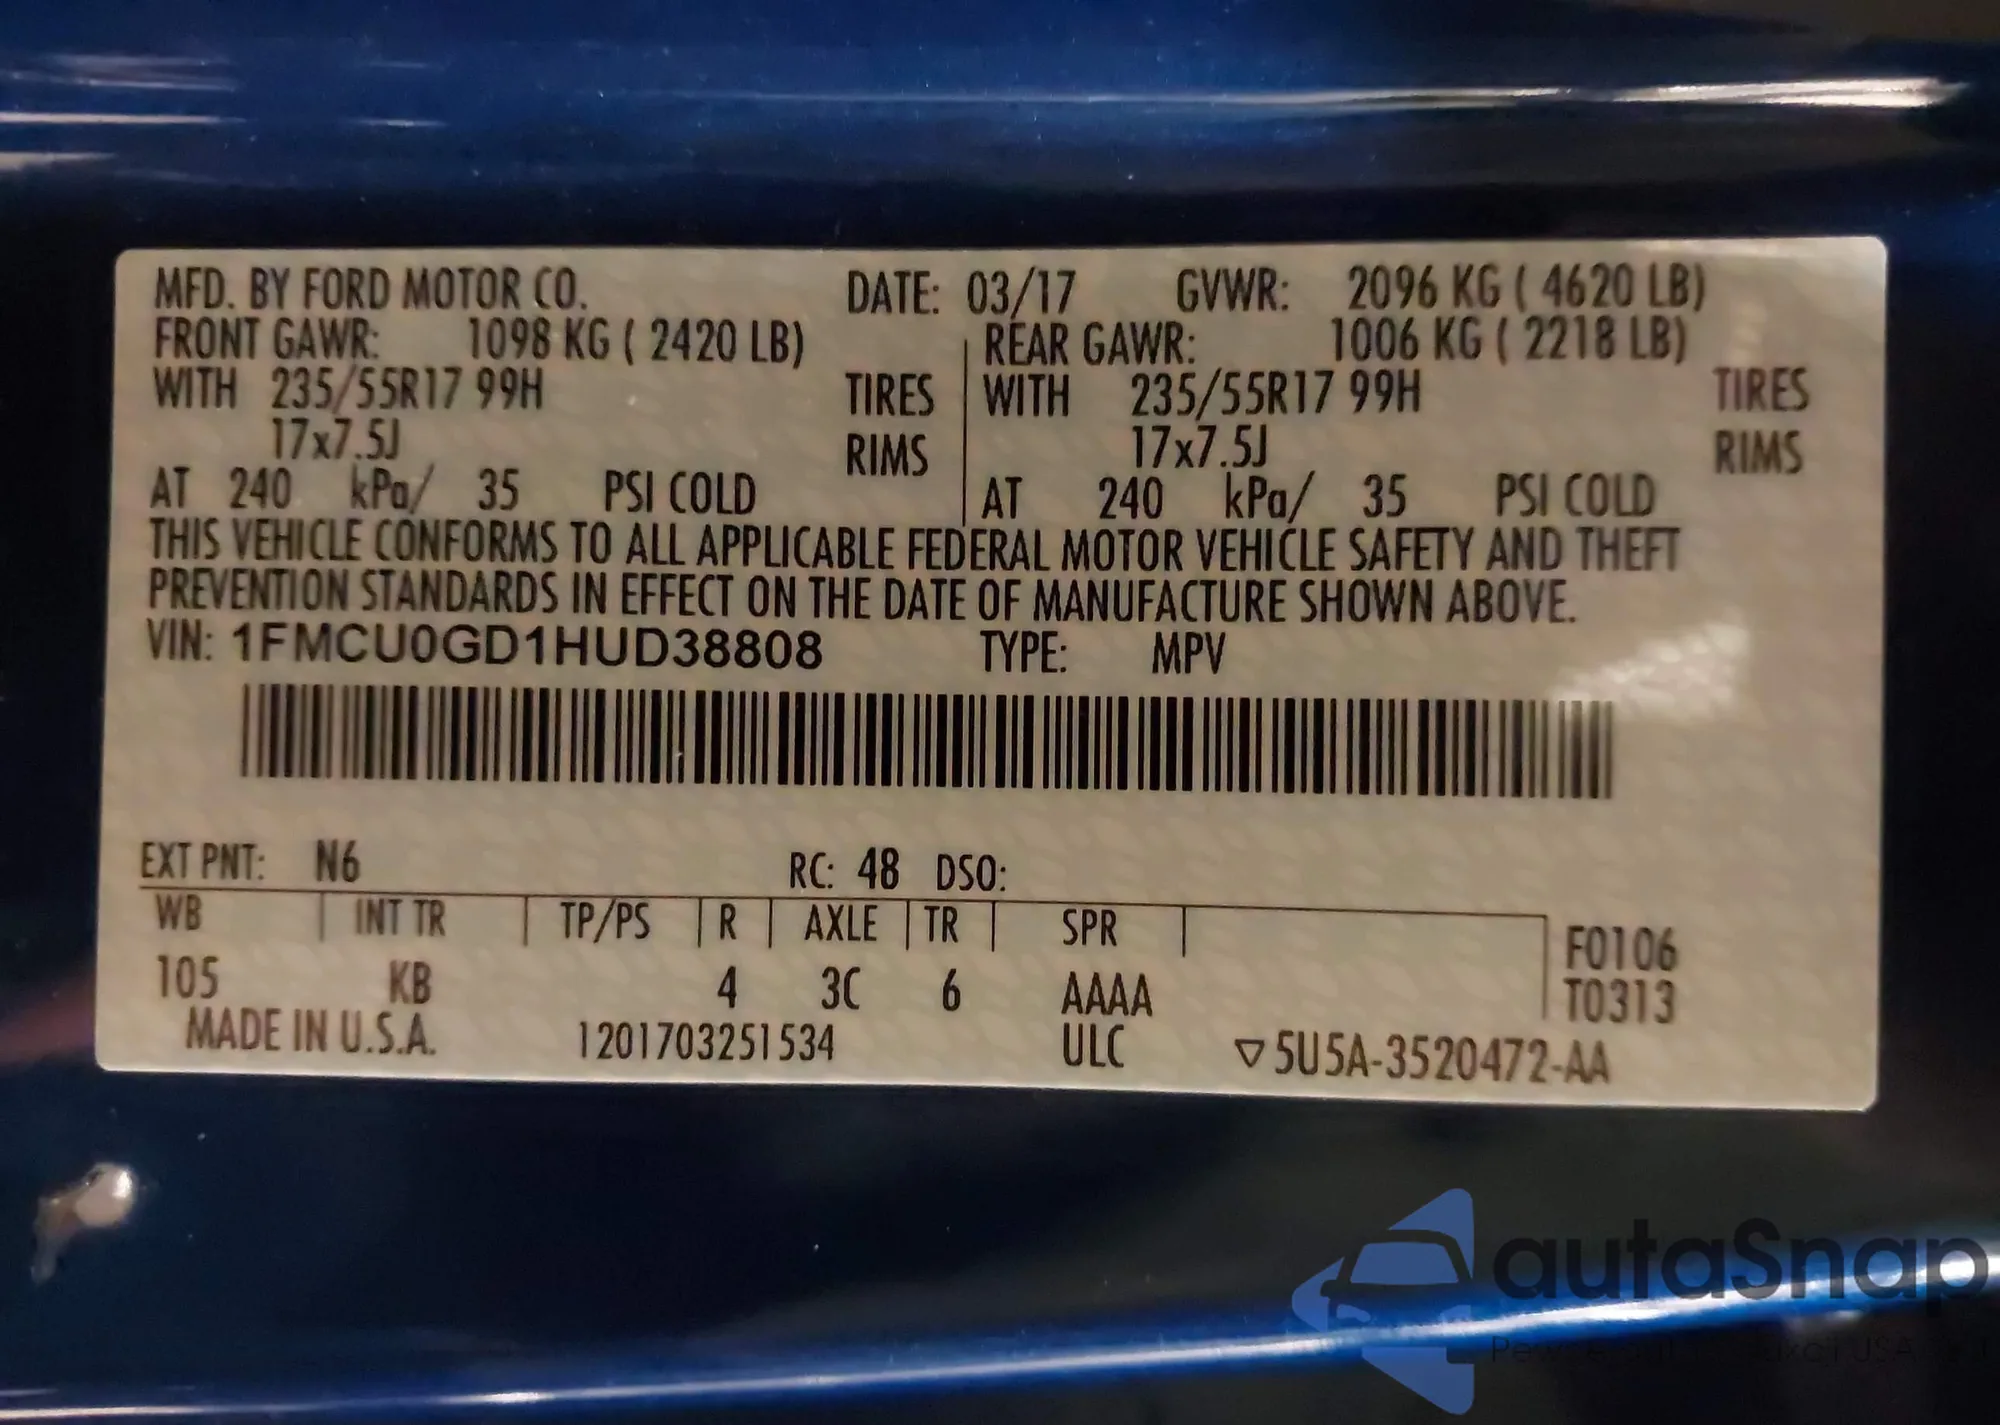 MFD. BY FORD MOTOR CO. DATE: 03/17 GVWR: 2096 KG ( 4620 LB)
FRONT GAWR: 1098 KG ( 2420 LB) REAR GAWR: 1006 KG ( 2218 LB)
WITH 235/55R17 99H TIRES WITH 235/55R17 99H TIRES
17x7.5J RIMS 17x7.5J RIMS
AT 240 kPa/ 35 PSI COLD AT 240 kPa/ 35 PSI COLD
THIS VEHICLE CONFORMS TO ALL APPLICABLE FEDERAL MOTOR VEHICLE SAFETY AND THEFT
PREVENTION STANDARDS IN EFFECT ON THE DATE OF MANUFACTURE SHOWN ABOVE.
VIN: 1FMCU0GD1HUD38808 TYPE: MPV
EXT PNT: N6 RC: 48 DSO:
WB INT TR TP/PS R AXLE TR SPR F0106
105 KB 4 3C 6 AAAA T0313
MADE IN U.S.A. 1201703251534 ULC ▽5U5A-3520472-AA
autaSnap